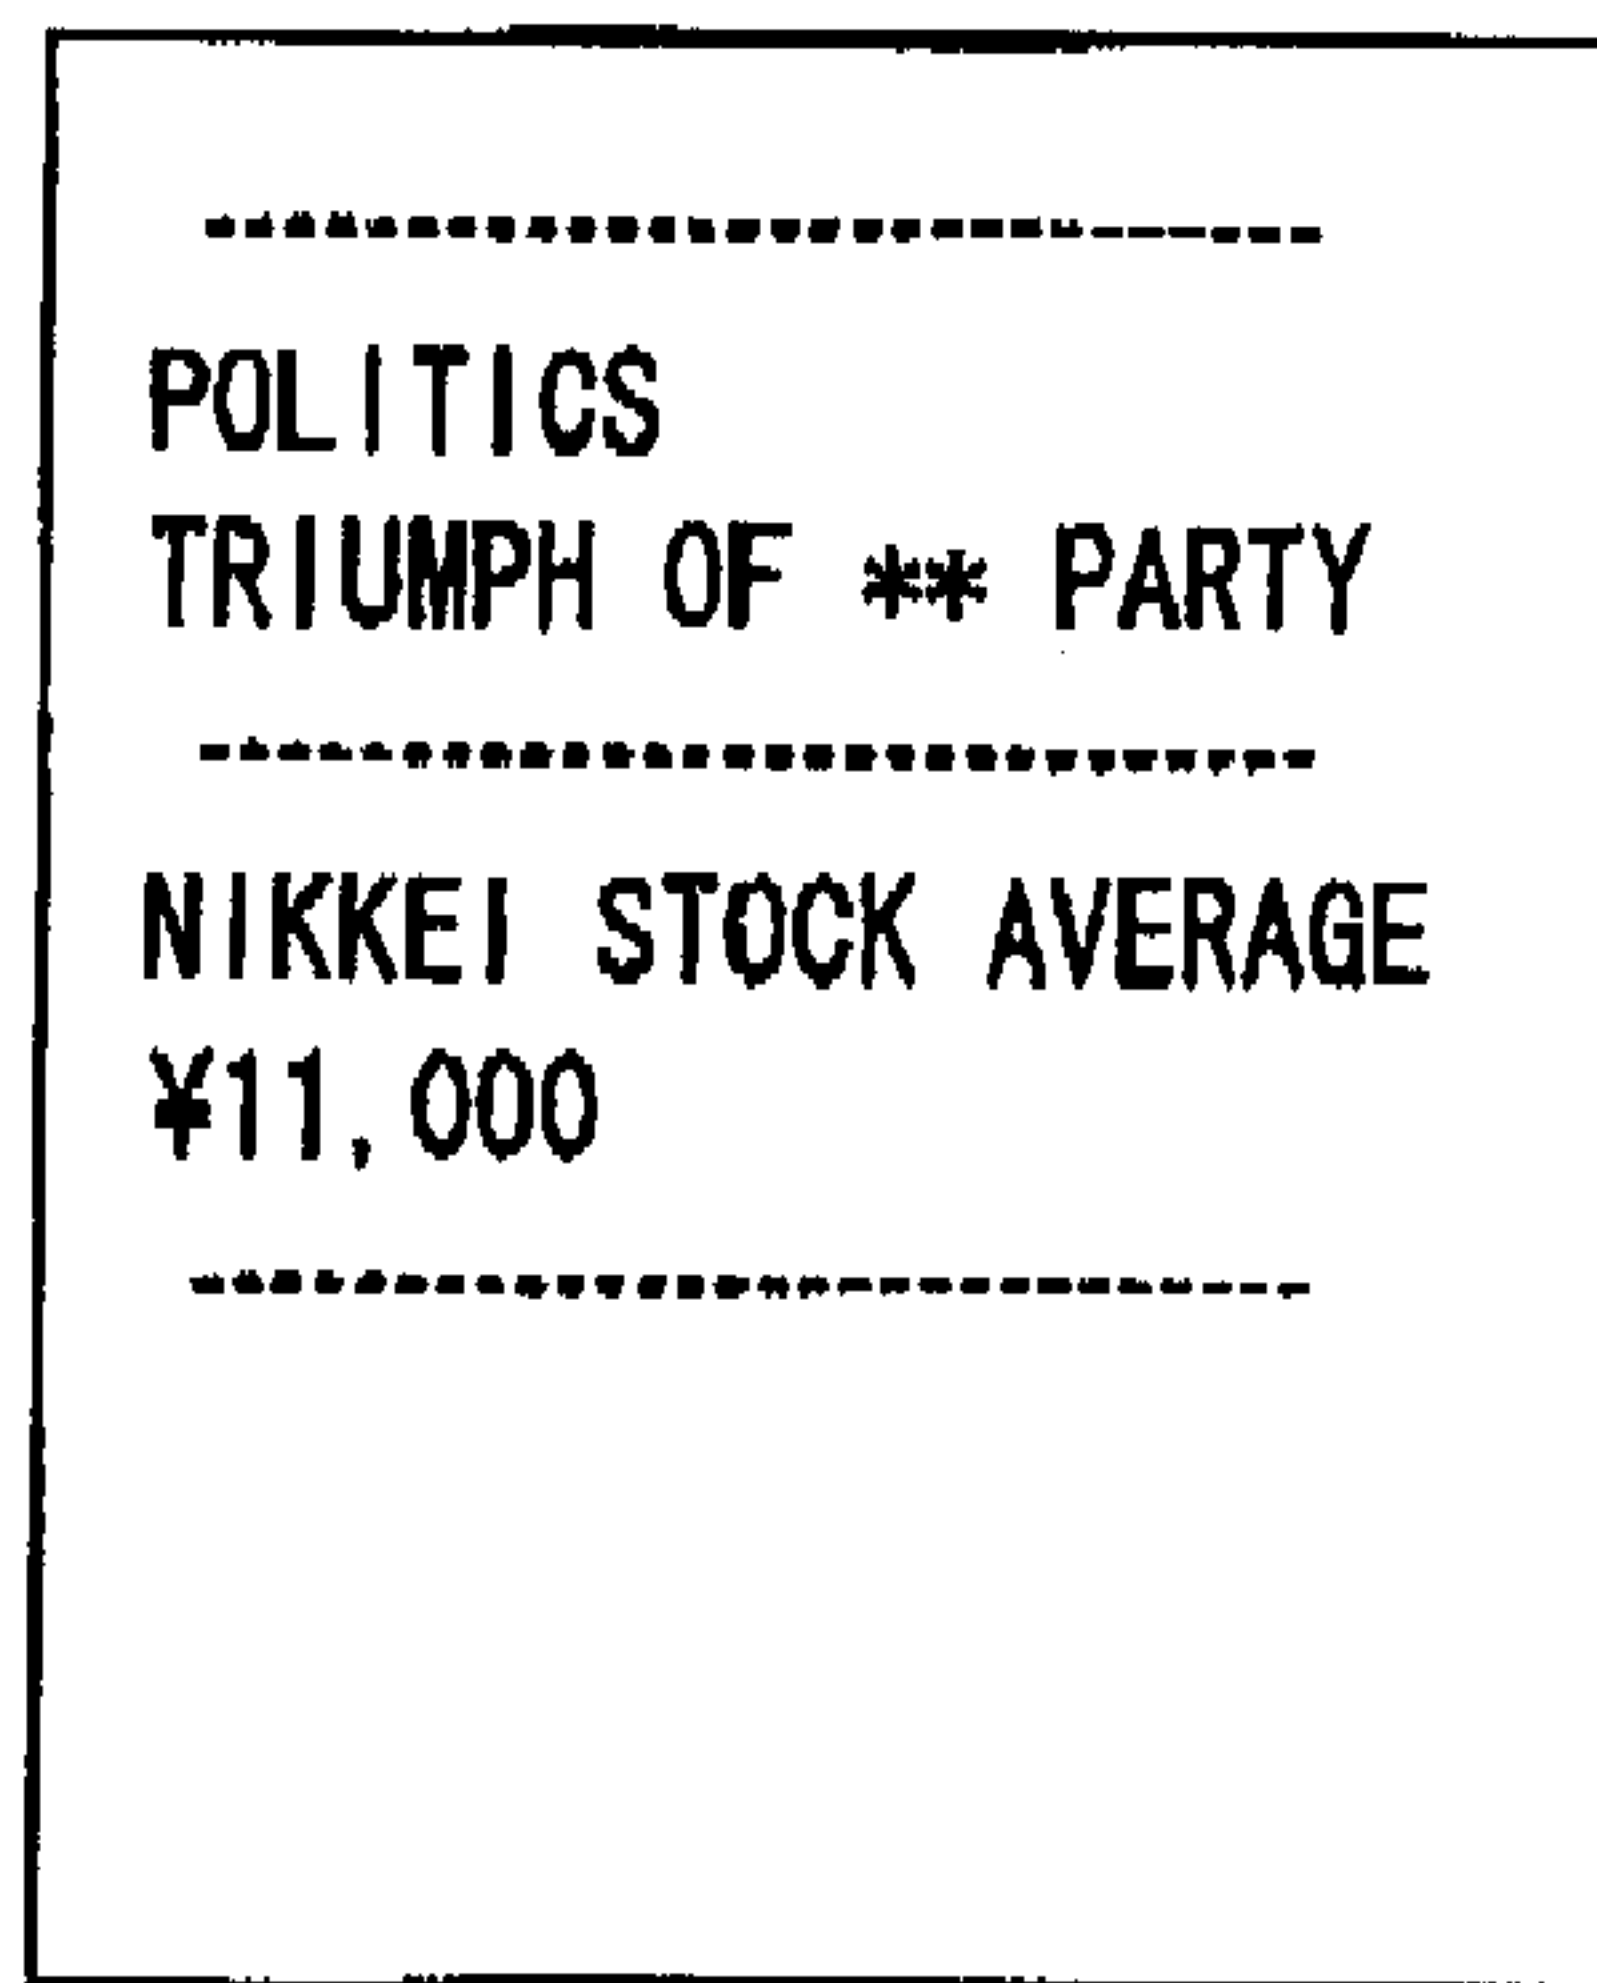 POLITICS
TRIUMPH OF ** PARTY
NIKKEI STOCK AVERAGE
¥11,000